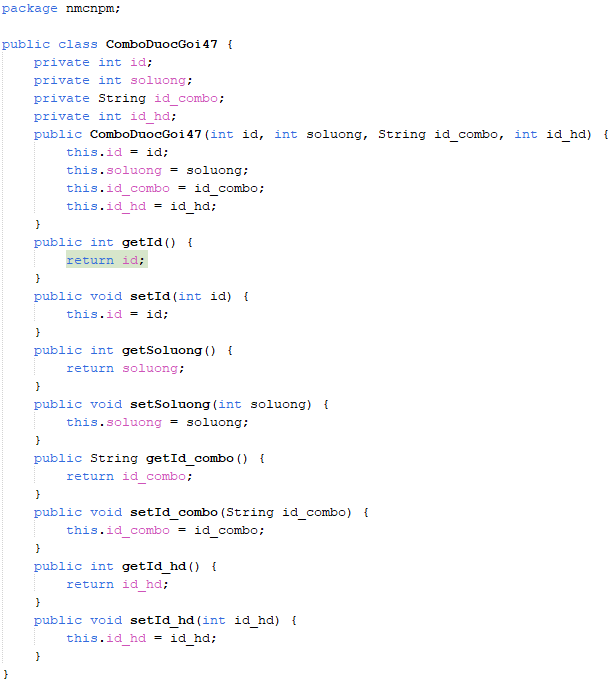 package nmcnpm;
public class ComboDuocGoi47 {
private int id;
private int soluong;
private String id_combo;
private int id_hd;
public ComboDuocGoi47(int id, int soluong, String id_combo, int id_hd) {
this.id = id;
this.soluong = soluong;
this.id_combo = id_combo;
this.id_hd = id_hd;
}
public int getId() {
return id;
}
public void setId(int id) {
this.id = id;
}
public int getSoluong() {
return soluong;
}
public void setSoluong(int soluong) {
this.soluong = soluong;
}
public String getId_combo() {
return id_combo;
}
public void setId_combo(String id_combo) {
this.id_combo = id_combo;
}
public int getId_hd() {
return id_hd;
}
public void setId_hd(int id_hd) {
this.id_hd = id_hd;
}
}